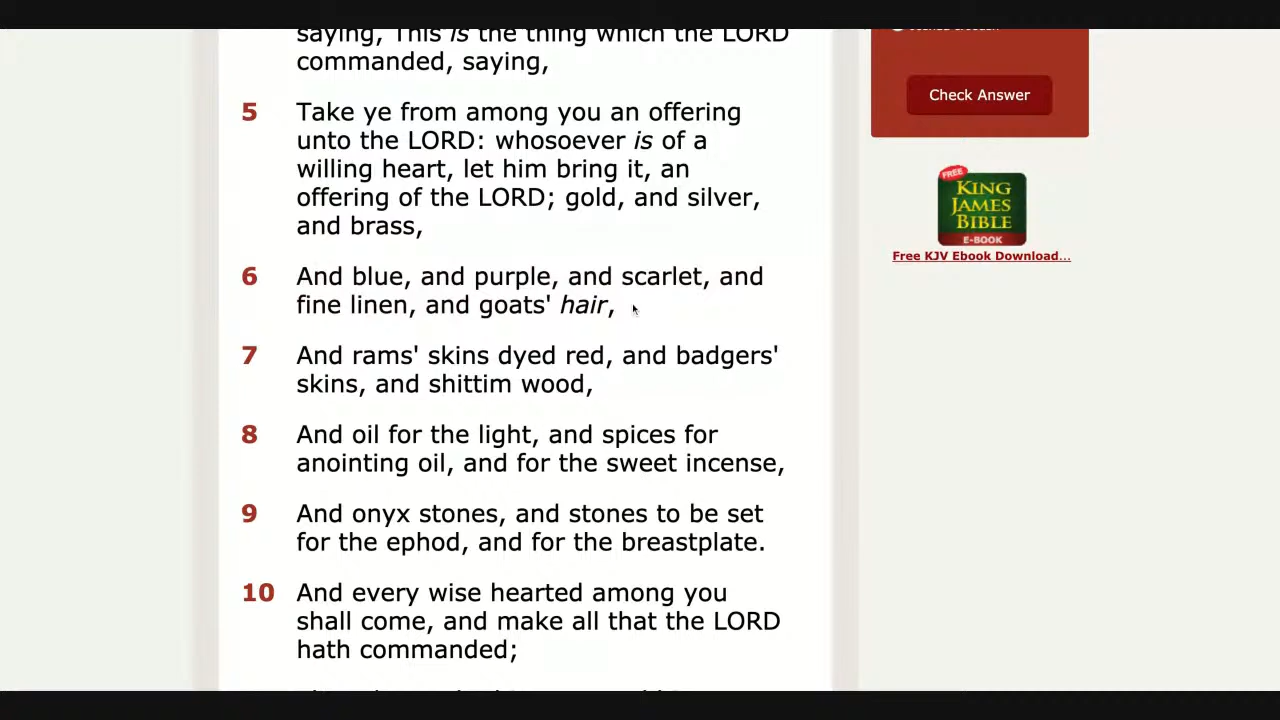 saying, This is the thing which the LORD
commanded, saying,
5 Take ye from among you an offering
unto the LORD: whosoever is of a
willing heart, let him bring it, an
offering of the LORD; gold, and silver,
and brass,
6 And blue, and purple, and scarlet, and
fine linen, and goats' hair,
7 And rams' skins dyed red, and badgers'
skins, and shittim wood,
8 And oil for the light, and spices for
anointing oil, and for the sweet incense,
9 And onyx stones, and stones to be set
for the ephod, and for the breastplate.
10 And every wise hearted among you
shall come, and make all that the LORD
hath commanded;
Check Answer
FREE
KING
JAMES
BIBLE
E-BOOK
Free KJV Ebook Download...